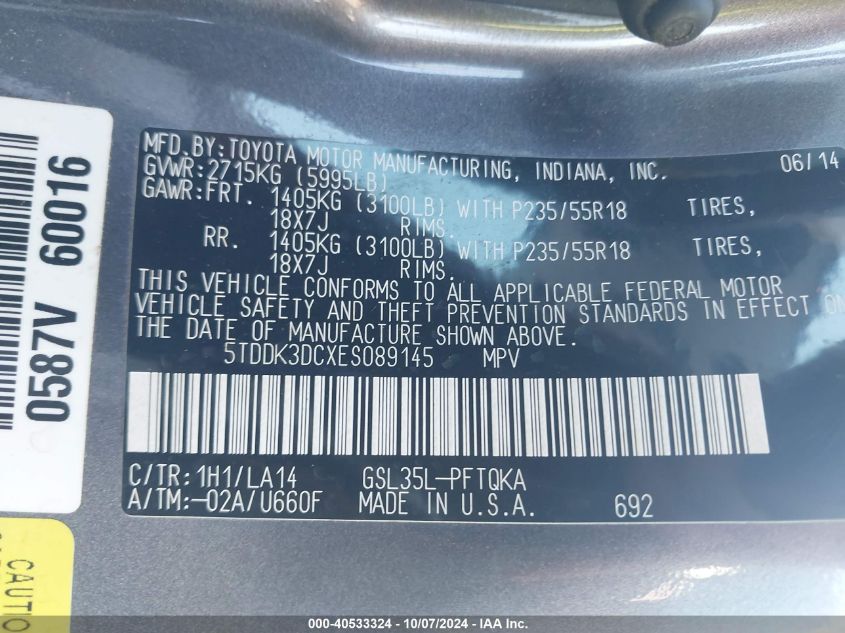 MFD. BY: TOYOTA MOTOR MANUFACTURING, INDIANA, INC. 06/14
GVWR: 2715KG (5995LB)
GAWR: FRT. 1405KG (3100LB) WITH P235/55R18 TIRES,
18X7J RIMS.
RR. 1405KG (3100LB) WITH P235/55R18 TIRES,
18X7J RIMS.
THIS VEHICLE CONFORMS TO ALL APPLICABLE FEDERAL MOTOR
VEHICLE SAFETY AND THEFT PREVENTION STANDARDS IN EFFECT ON
THE DATE OF MANUFACTURE SHOWN ABOVE.
5TDDK3DCXES089145 MPV
C/TR: 1H1/LA14 GSL35L-PFTQKA
A/TM: -02A/U660F MADE IN U.S.A. 692
0587V 60016
CAUTIO
000-40533324 - 10/07/2024 - IAA Inc.